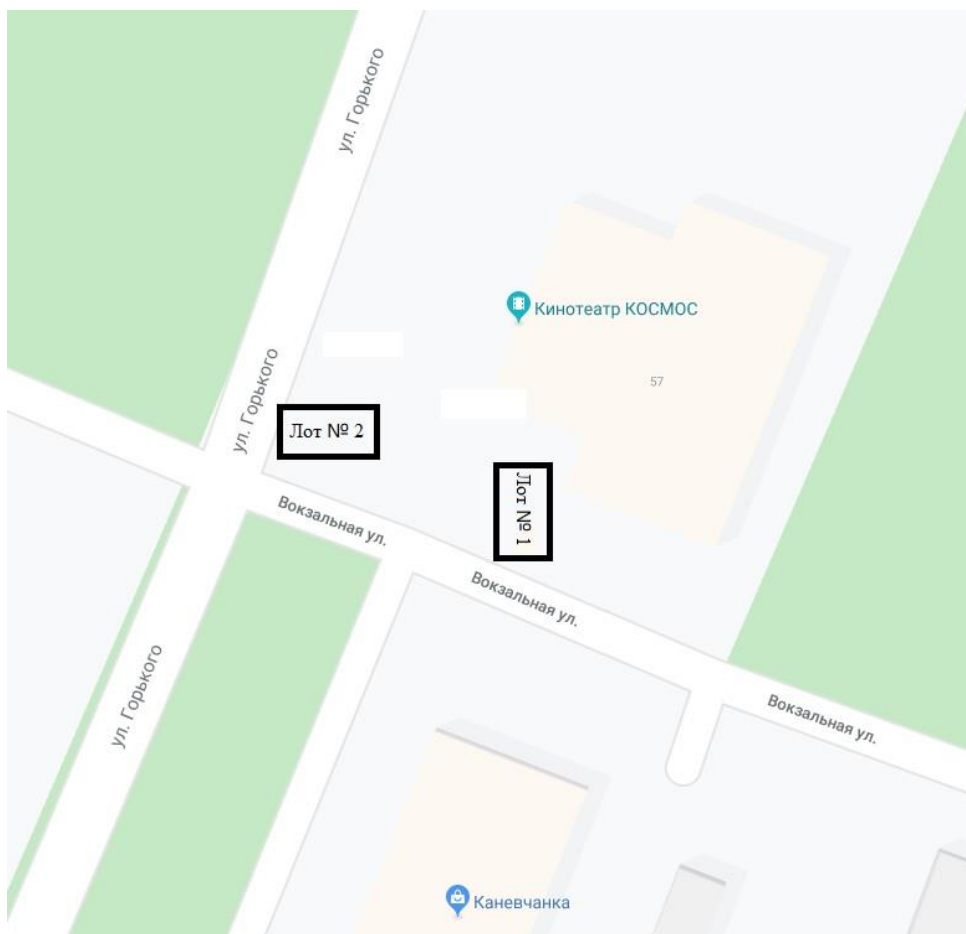 ул. Горького
Кинотеатр КОСМОС
ул. Горького
57
Лот № 2
Лот № 1
Вокзальная ул.
Вокзальная ул.
ул. Горького
Вокзальная ул.
Каневчанка